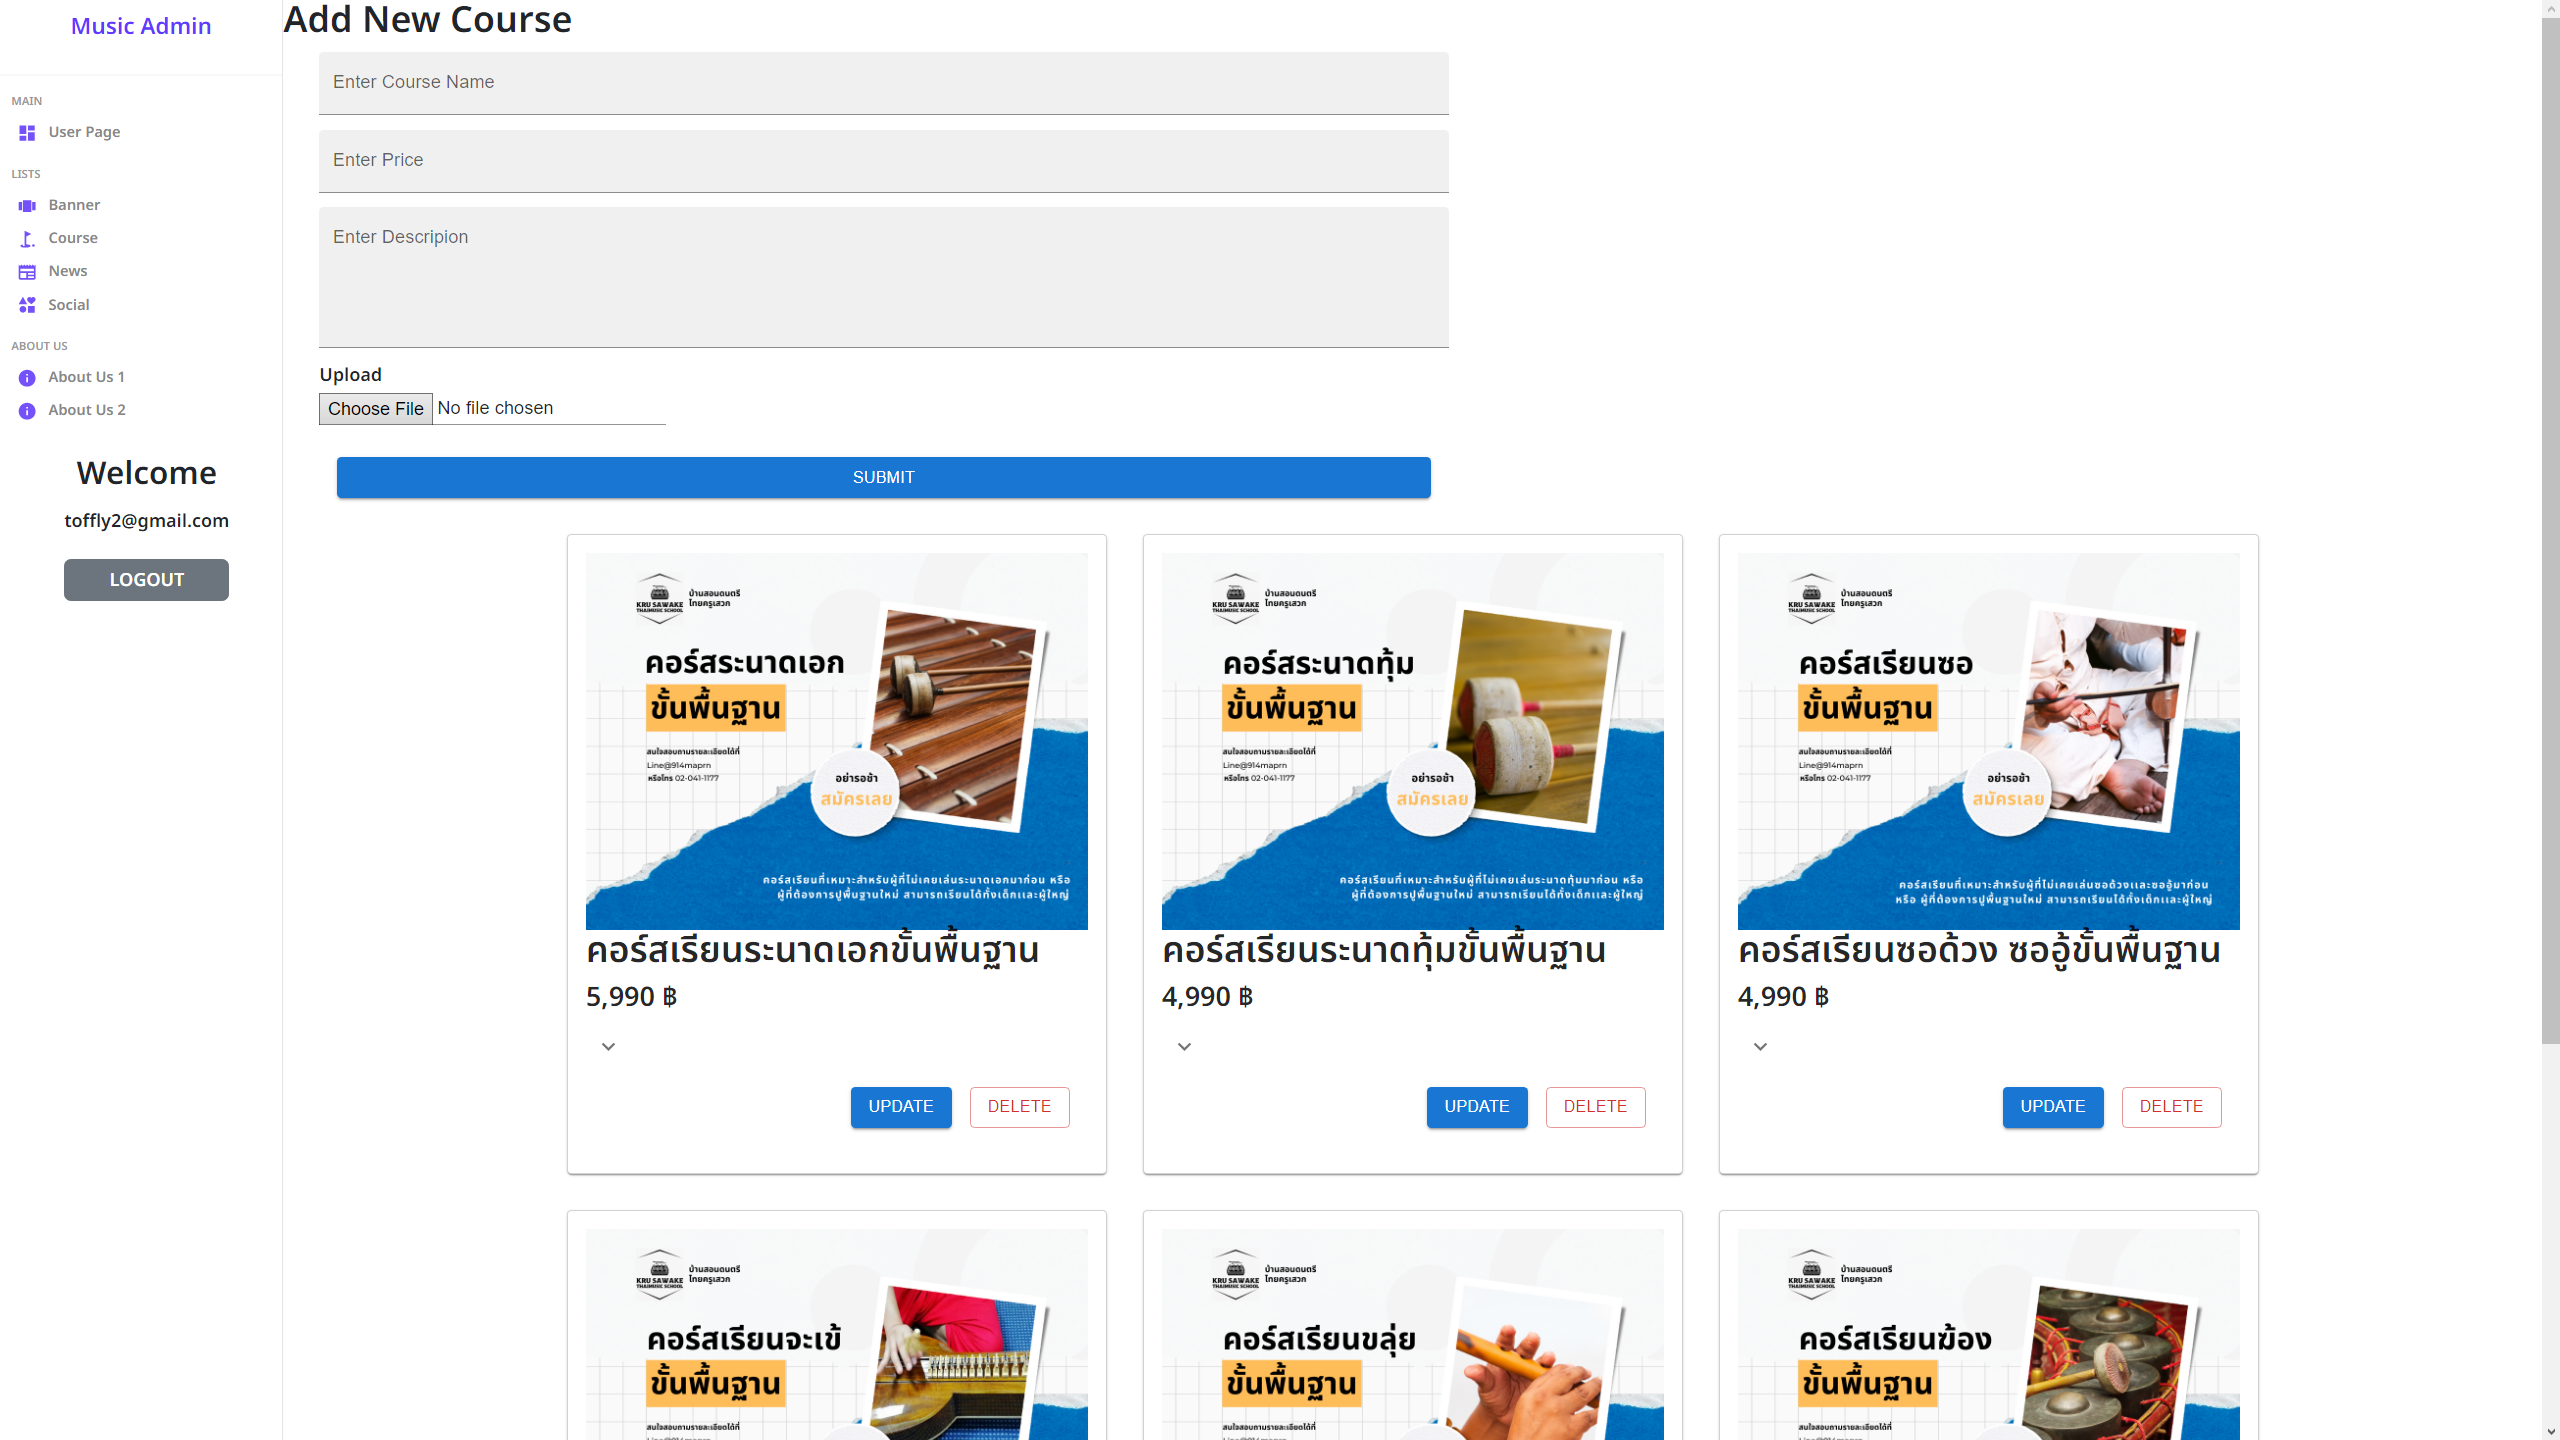 Music Admin
MAIN
User Page
LISTS
Banner
Course
News
Social
ABOUT US
About Us 1
About Us 2
Welcome
toffly2@gmail.com
LOGOUT
Add New Course
Enter Course Name
Enter Price
Enter Descripion
Upload
Choose File No file chosen
SUBMIT
KRU SAWAKE
THAIMUSIC SCHOOL
บ้านสอนดนตรี
ไทยครูเสวก
คอร์สระนาดเอก
ขั้นพื้นฐาน
สนใจสอบถามรายละเอียดได้ที่
Line@914maprn
หรือโทร 02-041-1177
อย่ารอช้า
สมัครเลย
คอร์สเรียนที่เหมาะสำหรับผู้ที่ไม่เคยเล่นระนาดเอกมาก่อน หรือ
ผู้ที่ต้องการปูพื้นฐานใหม่ สามารถเรียนได้ทั้งเด็กและผู้ใหญ่
คอร์สเรียนระนาดเอกขั้นพื้นฐาน
5,990 ฿
UPDATE
DELETE
KRU SAWAKE
THAIMUSIC SCHOOL
บ้านสอนดนตรี
ไทยครูเสวก
คอร์สระนาดทุ้ม
ขั้นพื้นฐาน
สนใจสอบถามรายละเอียดได้ที่
Line@914maprn
หรือโทร 02-041-1177
อย่ารอช้า
สมัครเลย
คอร์สเรียนที่เหมาะสำหรับผู้ที่ไม่เคยเล่นระนาดทุ้มมาก่อน หรือ
ผู้ที่ต้องการปูพื้นฐานใหม่ สามารถเรียนได้ทั้งเด็กและผู้ใหญ่
คอร์สเรียนระนาดทุ้มขั้นพื้นฐาน
4,990 ฿
UPDATE
DELETE
KRU SAWAKE
THAIMUSIC SCHOOL
บ้านสอนดนตรี
ไทยครูเสวก
คอร์สเรียนซอ
ขั้นพื้นฐาน
สนใจสอบถามรายละเอียดได้ที่
Line@914maprn
หรือโทร 02-041-1177
อย่ารอช้า
สมัครเลย
คอร์สเรียนที่เหมาะสำหรับผู้ที่ไม่เคยเล่นซอด้วงและซออู้มาก่อน
หรือ ผู้ที่ต้องการปูพื้นฐานใหม่ สามารถเรียนได้ทั้งเด็กและผู้ใหญ่
คอร์สเรียนซอด้วง ซออู้ขั้นพื้นฐาน
4,990 ฿
UPDATE
DELETE
KRU SAWAKE
THAIMUSIC SCHOOL
บ้านสอนดนตรี
ไทยครูเสวก
คอร์สเรียนจะเข้
ขั้นพื้นฐาน
สนใจสอบถามรายละเอียดได้ที่
KRU SAWAKE
THAIMUSIC SCHOOL
บ้านสอนดนตรี
ไทยครูเสวก
คอร์สเรียนขลุ่ย
ขั้นพื้นฐาน
สนใจสอบถามรายละเอียดได้ที่
KRU SAWAKE
THAIMUSIC SCHOOL
บ้านสอนดนตรี
ไทยครูเสวก
คอร์สเรียนฆ้อง
ขั้นพื้นฐาน
สนใจสอบถามรายละเอียดได้ที่